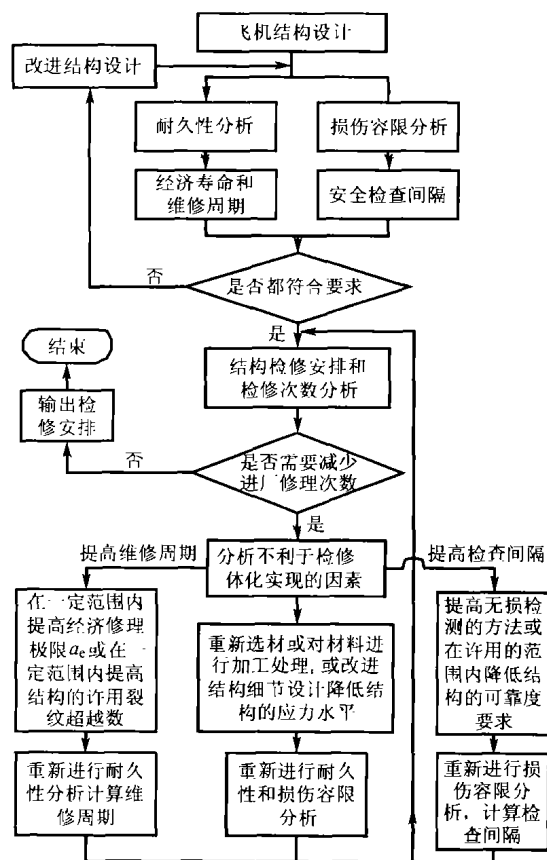 飞机结构设计
改进结构设计
耐久性分析
损伤容限分析
经济寿命和
维修周期
安全检查间隔
否
是否都符合要求
是
结束
结构检修安排和
检修次数分析
输出检
修安排
否
是否需要减少
进厂修理次数
是
提高维修周期
分析不利于检修
体化实现的因素
提高检查间隔
在一定范围内
提高经济修理
极限ae或在一
定范围内提高
结构的许用裂
纹超越数
重新选材或对材料进
行加工处理,或改进
结构细节设计降低结
构的应力水平
提高无损检
测的方法或
在许用的范
围内降低结
构的可靠度
要求
重新进行耐久
性分析计算维
修周期
重新进行耐久
性和损伤容限
分析
重新进行损
伤容限分
析,计算检
查间隔